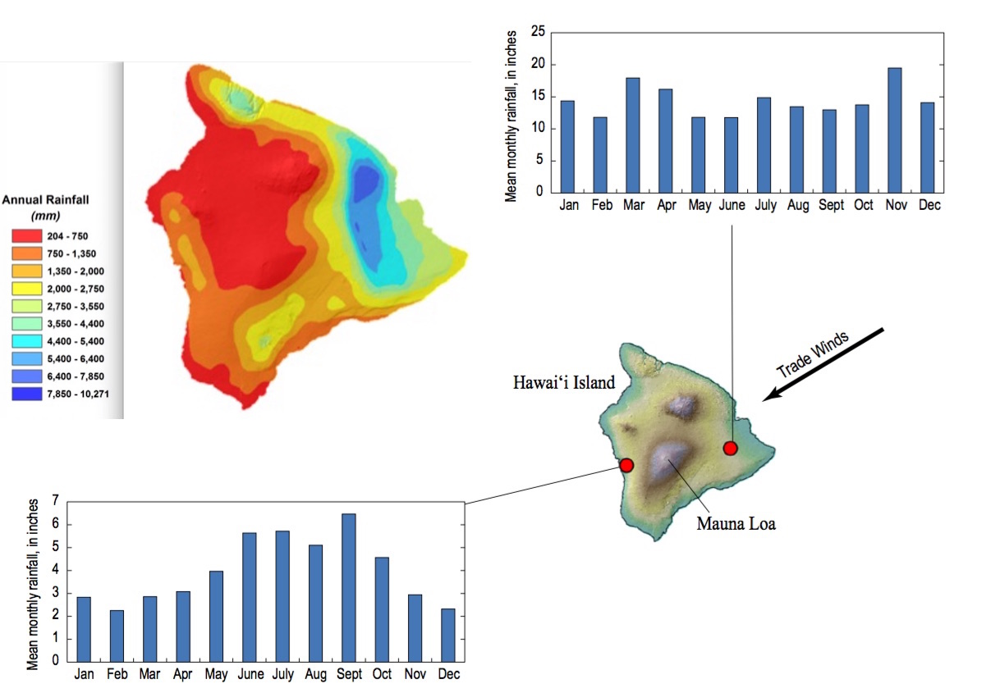 Annual Rainfall
(mm)
204 - 750
750 - 1,350
1,350 - 2,000
2,000 - 2,750
2,750 - 3,550
3,550 - 4,400
4,400 - 5,400
5,400 - 6,400
6,400 - 7,850
7,850 - 10,271
Mean monthly rainfall, in inches
25
20
15
10
5
0
Jan Feb Mar Apr May June July Aug Sept Oct Nov Dec
Trade Winds
Hawaiʻi Island
Mauna Loa
Mean monthly rainfall, in inches
7
6
5
4
3
2
1
0
Jan Feb Mar Apr May June July Aug Sept Oct Nov Dec